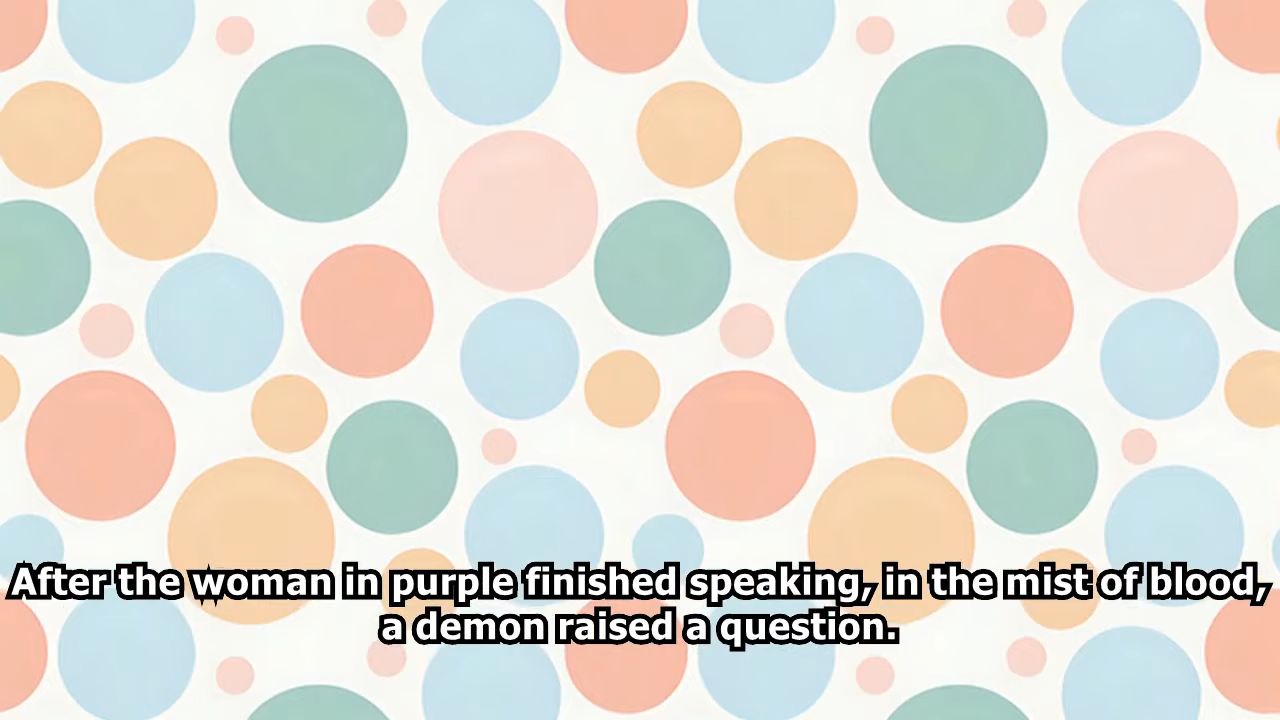 After the woman in purple finished speaking, in the mist of blood,
a demon raised a question.